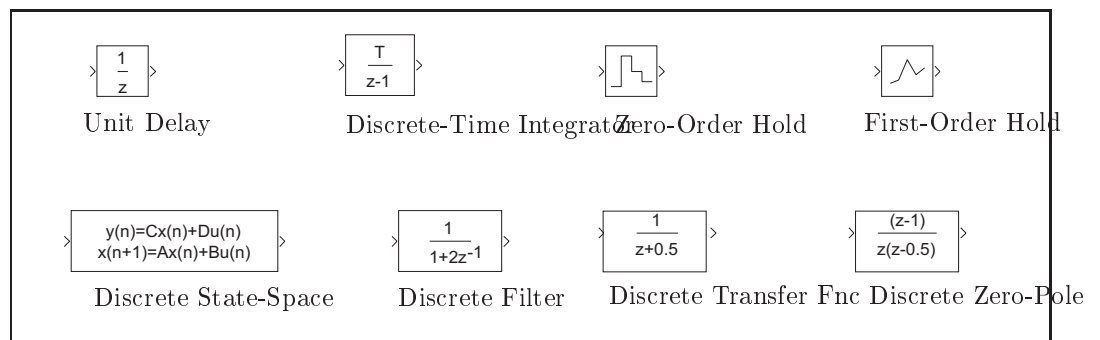 1
z
T
z-1
Unit Delay
Discrete-Time Integrator
Zero-Order Hold
First-Order Hold
y(n)=Cx(n)+Du(n)
x(n+1)=Ax(n)+Bu(n)
1
1+2z-1
1
z+0.5
(z-1)
z(z-0.5)
Discrete State-Space
Discrete Filter
Discrete Transfer Fnc
Discrete Zero-Pole